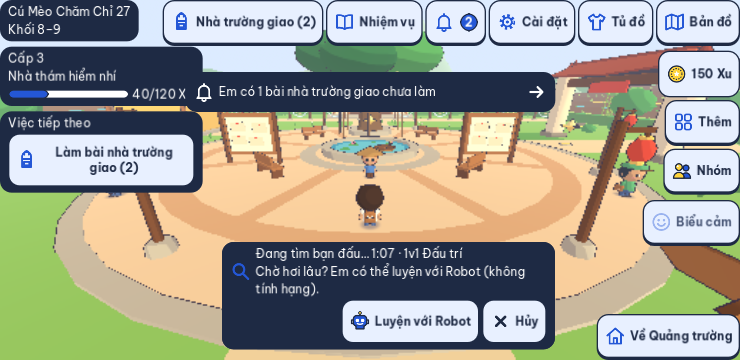 Cú Mèo Chăm Chỉ 27
Khối 8–9
Nhà trường giao (2)
Nhiệm vụ
2
Cài đặt
Tủ đồ
Bản đồ
Cấp 3
Nhà thám hiểm nhí
40/120 X
Em có 1 bài nhà trường giao chưa làm
150 Xu
Việc tiếp theo
Làm bài nhà trường
giao (2)
Thêm
Nhóm
Biểu cảm
Đang tìm bạn đấu... 1:07 · 1v1 Đấu trí
Chờ hơi lâu? Em có thể luyện với Robot (không
tính hạng).
Luyện với Robot
Hủy
Về Quảng trường